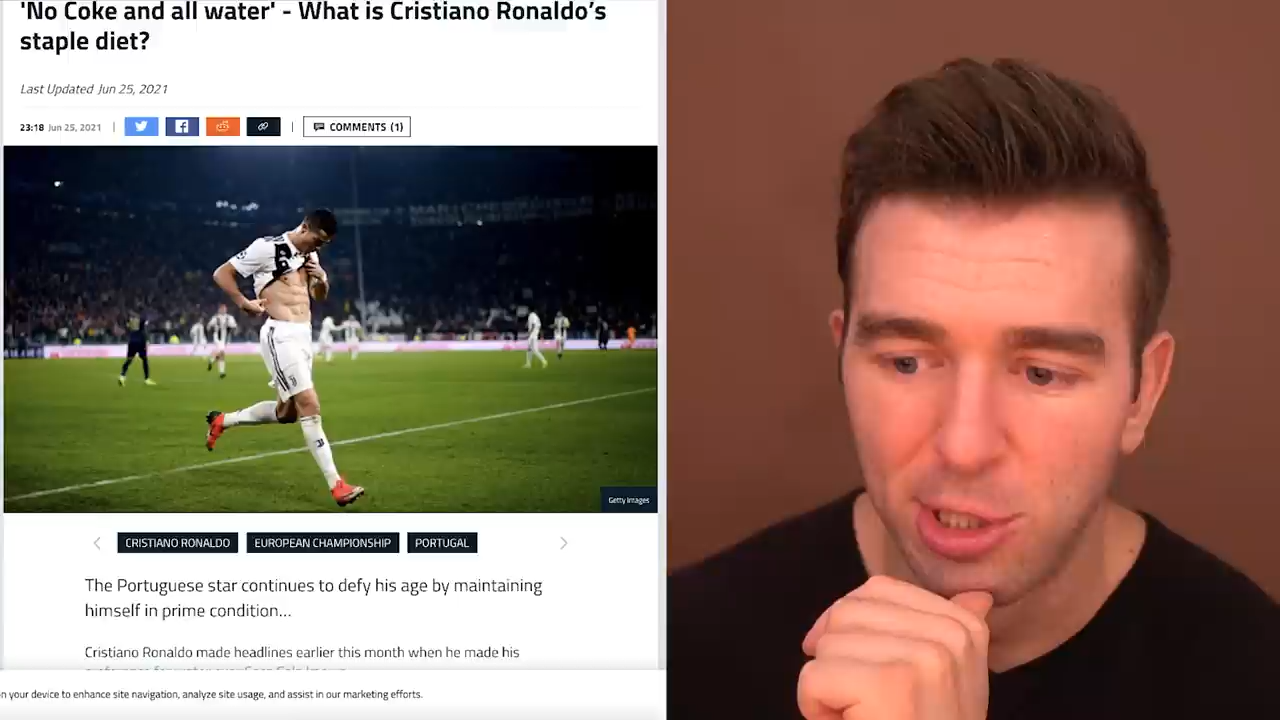 'No Coke and all water' - What is Cristiano Ronaldo’s
staple diet?
Last Updated Jun 25, 2021
23:18 Jun 25, 2021
COMMENTS (1)
Getty Images
CRISTIANO RONALDO
EUROPEAN CHAMPIONSHIP
PORTUGAL
The Portuguese star continues to defy his age by maintaining
himself in prime condition...
Cristiano Ronaldo made headlines earlier this month when he made his
on your device to enhance site navigation, analyze site usage, and assist in our marketing efforts.